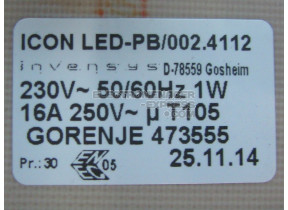 ICON LED-PB/002.4112
invensys D-78559 Gosheim
230V~ 50/60Hz 1W
16A 250V~ µ T105
GORENJE 473555
Pr.: 30 05 25.11.14